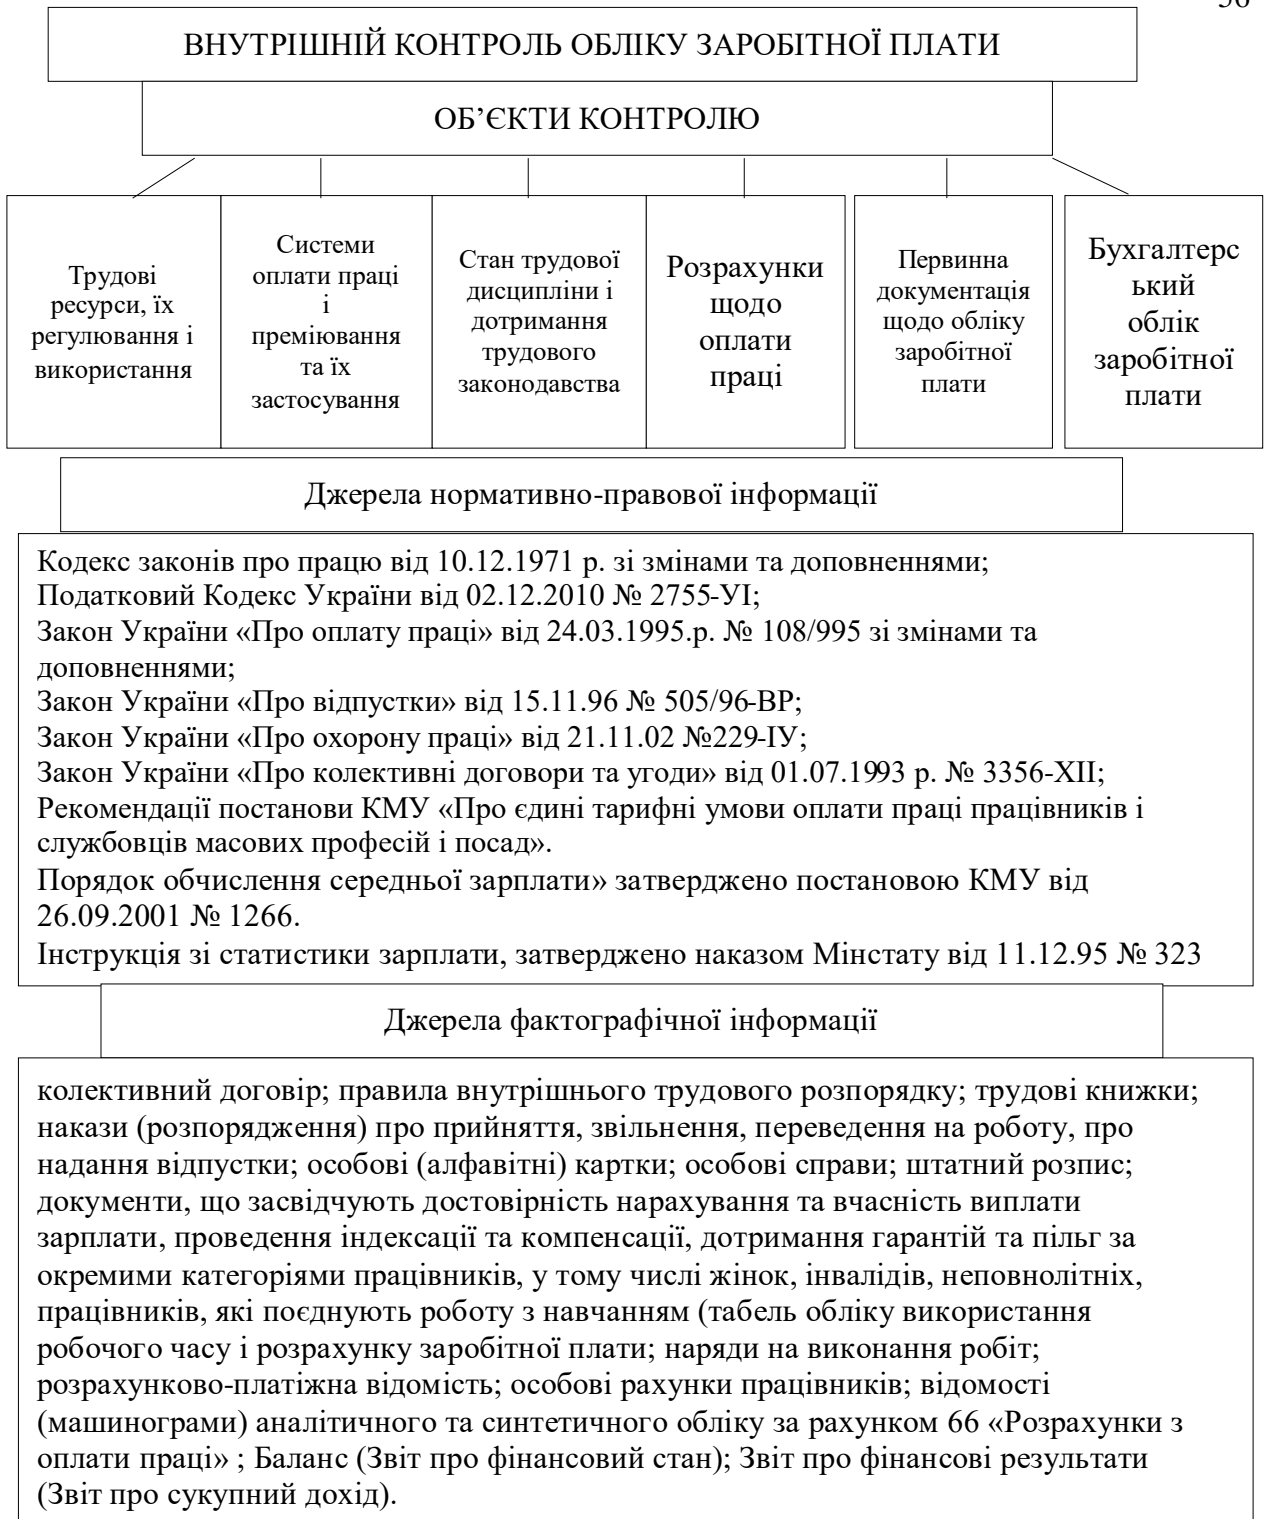 ВНУТРІШНІЙ КОНТРОЛЬ ОБЛІКУ ЗАРОБІТНОЇ ПЛАТИ
ОБ’ЄКТИ КОНТРОЛЮ
Трудові
ресурси, їх
регулювання і
використання
Системи
оплати праці
і
преміювання
та їх
застосування
Стан трудової
дисципліни і
дотримання
трудового
законодавства
Розрахунки
щодо
оплати
праці
Первинна
документація
щодо обліку
заробітної
плати
Бухгалтерс
ький
облік
заробітної
плати
Джерела нормативно-правової інформації
Кодекс законів про працю від 10.12.1971 р. зі змінами та доповненнями;
Податковий Кодекс України від 02.12.2010 № 2755-УІ;
Закон України «Про оплату праці» від 24.03.1995.р. № 108/995 зі змінами та
доповненнями;
Закон України «Про відпустки» від 15.11.96 № 505/96-ВР;
Закон України «Про охорону праці» від 21.11.02 №229-ІУ;
Закон України «Про колективні договори та угоди» від 01.07.1993 р. № 3356-XII;
Рекомендації постанови КМУ «Про єдині тарифні умови оплати праці працівників і
службовців масових професій і посад».
Порядок обчислення середньої зарплати» затверджено постановою КМУ від
26.09.2001 № 1266.
Інструкція зі статистики зарплати, затверджено наказом Мінстату від 11.12.95 № 323
Джерела фактографічної інформації
колективний договір; правила внутрішнього трудового розпорядку; трудові книжки;
накази (розпорядження) про прийняття, звільнення, переведення на роботу, про
надання відпустки; особові (алфавітні) картки; особові справи; штатний розпис;
документи, що засвідчують достовірність нарахування та вчасність виплати
зарплати, проведення індексації та компенсації, дотримання гарантій та пільг за
окремими категоріями працівників, у тому числі жінок, інвалідів, неповнолітніх,
працівників, які поєднують роботу з навчанням (табель обліку використання
робочого часу і розрахунку заробітної плати; наряди на виконання робіт;
розрахунково-платіжна відомість; особові рахунки працівників; відомості
(машинограми) аналітичного та синтетичного обліку за рахунком 66 «Розрахунки з
оплати праці» ; Баланс (Звіт про фінансовий стан); Звіт про фінансові результати
(Звіт про сукупний дохід).